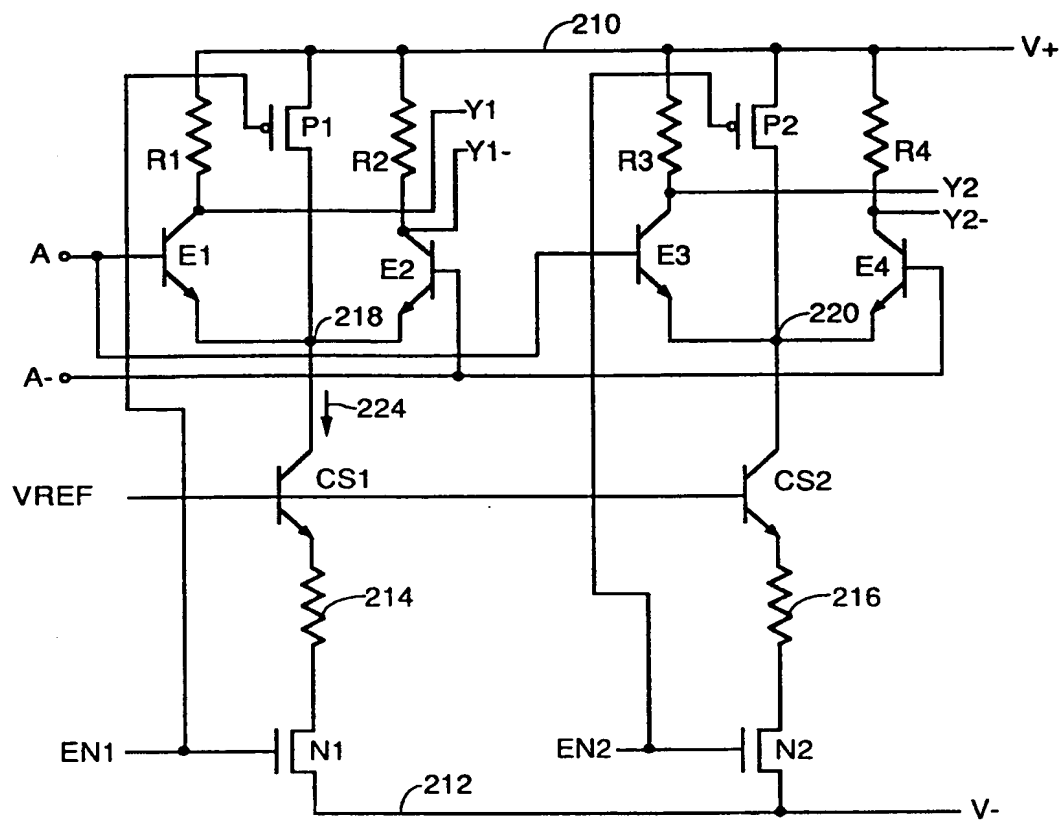 210
V+
P1
Y1
P2
R1
R2
Y1-
R3
R4
Y2
Y2-
A
E1
E2
E3
E4
218
220
A-
224
VREF
CS1
CS2
214
216
EN1
N1
EN2
N2
212
V-